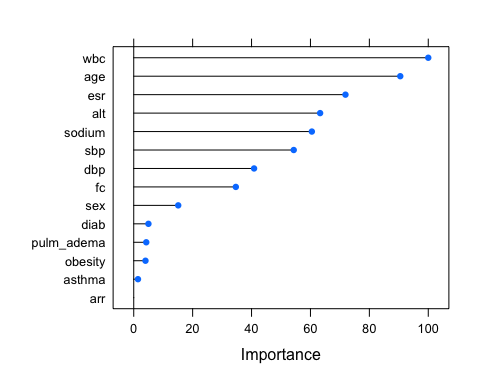 wbc
age
esr
alt
sodium
sbp
dbp
fc
sex
diab
pulm_adema
obesity
asthma
arr
0 20 40 60 80 100
Importance